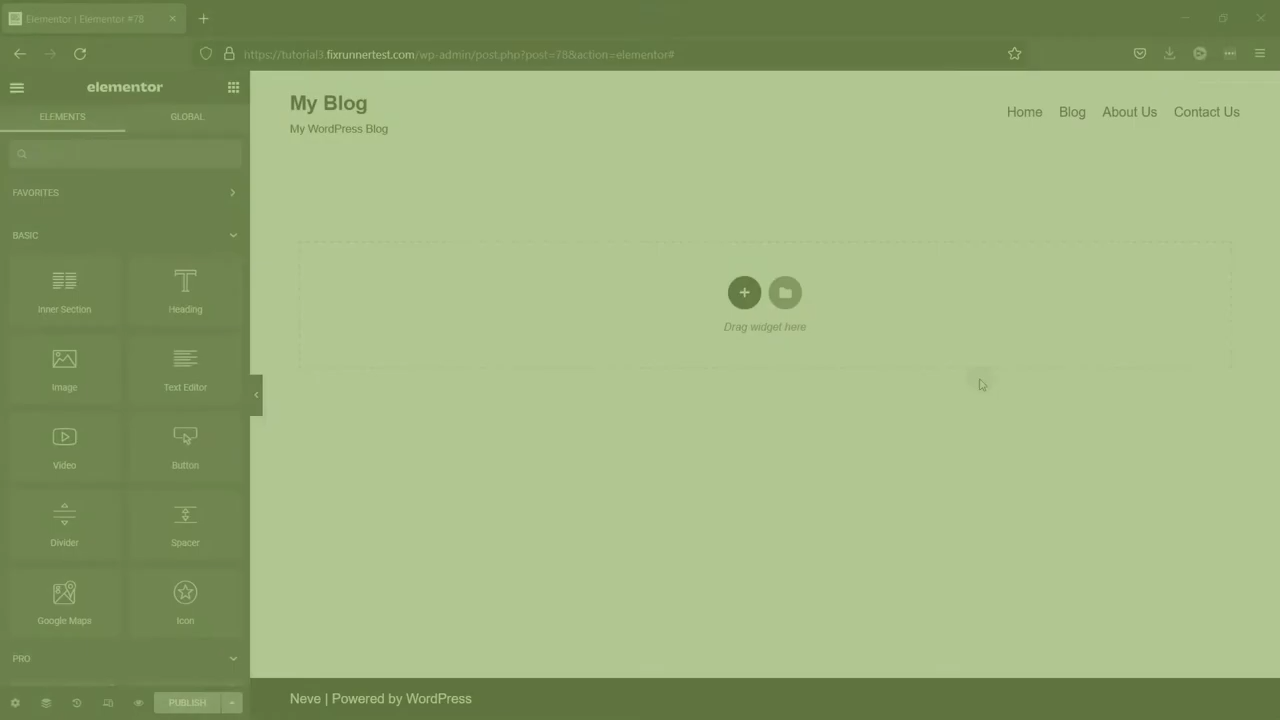 Elementor | Elementor #78
https://tutorial3.fixrunnertest.com/wp-admin/post.php?post=78&action=elementor#
elementor
ELEMENTS
GLOBAL
FAVORITES
BASIC
Inner Section
Heading
Image
Text Editor
Video
Button
Divider
Spacer
Google Maps
Icon
PRO
PUBLISH
My Blog
My WordPress Blog
Home
Blog
About Us
Contact Us
Drag widget here
Neve | Powered by WordPress